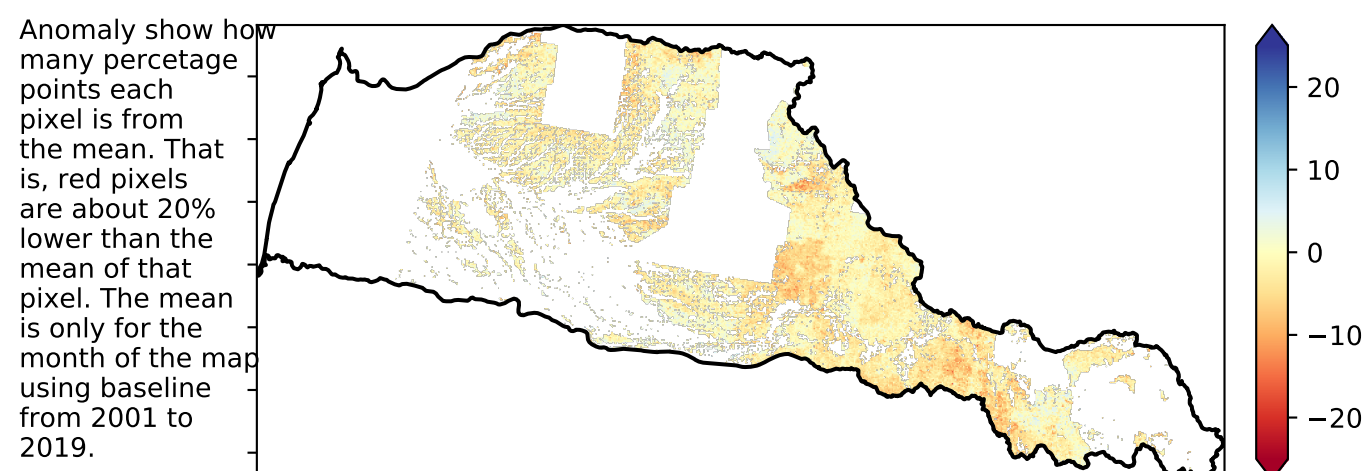 Anomaly show how
many percetage
points each
pixel is from
the mean. That
is, red pixels
are about 20%
lower than the
mean of that
pixel. The mean
is only for the
month of the map
using baseline
from 2001 to
2019.
20
10
0
−10
−20